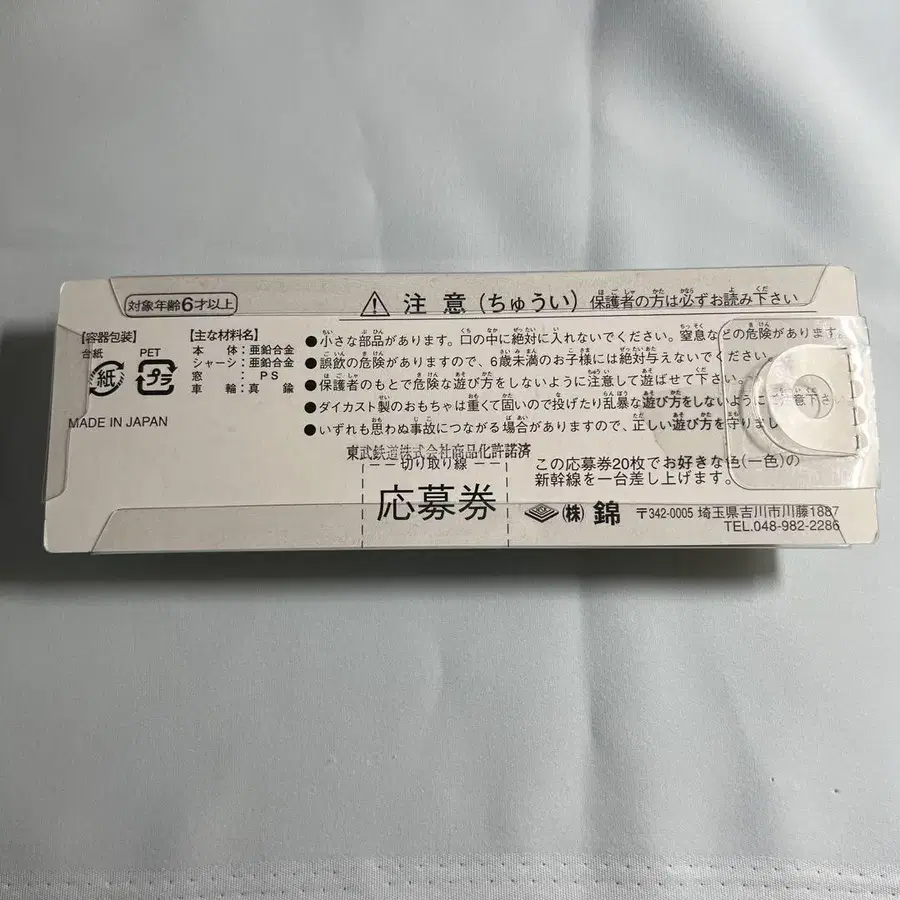 対象年齢6才以上
⚠ 注意(ちゅうい) 保護者の方は必ずお読み下さい
【容器包装】
台紙 PET
紙 プラ
MADE IN JAPAN
【主な材料名】
本体:亜鉛合金
シャーシ:亜鉛合金
窓:PS
車輪:真鍮
●小さな部品があります。口の中に絶対に入れないでください。窒息などの危険があります。
●誤飲の危険がありますので、6歳未満のお子様には絶対与えないでください。
●保護者のもとで危険な遊び方をしないように注意して遊ばせて下さい。
●ダイカスト製のおもちゃは重くて固いので投げたり乱暴な遊び方をしないように注意下さい。
●いずれも思わぬ事故につながる場合がありますので、正しい遊び方を守りまし
東武鉄道株式会社商品化許諾済
切り取り線
応募券
この応募券20枚でお好きな色(一色)の
新幹線を一台差し上げます。
(株) 錦 〒342-0005 埼玉県吉川市川藤1887
TEL.048-982-2286